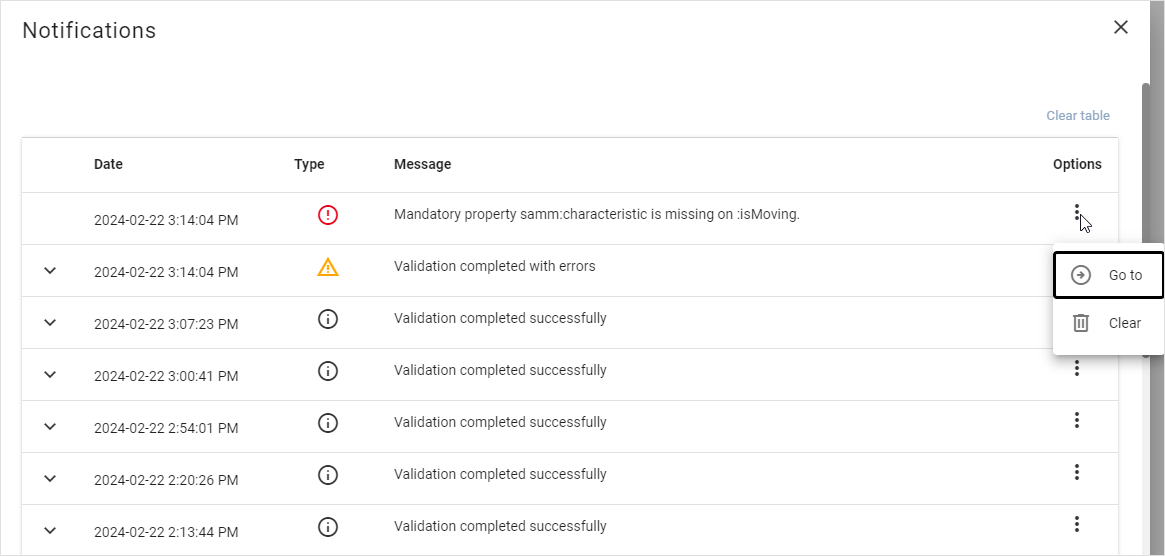 Notifications
Clear table
Date Type Message Options
2024-02-22 3:14:04 PM Mandatory property samm:characteristic is missing on :isMoving.
2024-02-22 3:14:04 PM Validation completed with errors
Go to
2024-02-22 3:07:23 PM Validation completed successfully
Clear
2024-02-22 3:00:41 PM Validation completed successfully
2024-02-22 2:54:01 PM Validation completed successfully
2024-02-22 2:20:26 PM Validation completed successfully
2024-02-22 2:13:44 PM Validation completed successfully